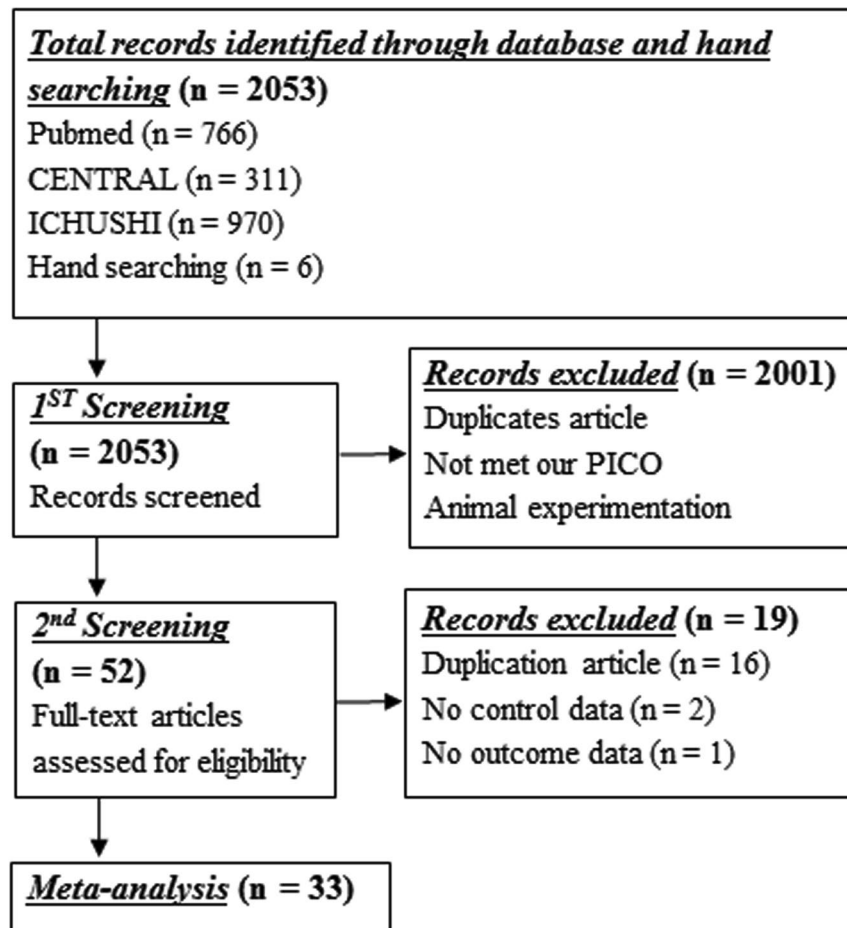 Total records identified through database and hand
searching (n = 2053)
Pubmed (n = 766)
CENTRAL (n = 311)
ICHUSHI (n = 970)
Hand searching (n = 6)
1ST Screening
(n = 2053)
Records screened
Records excluded (n = 2001)
Duplicates article
Not met our PICO
Animal experimentation
2nd Screening
(n = 52)
Full-text articles
assessed for eligibility
Records excluded (n = 19)
Duplication article (n = 16)
No control data (n = 2)
No outcome data (n = 1)
Meta-analysis (n = 33)